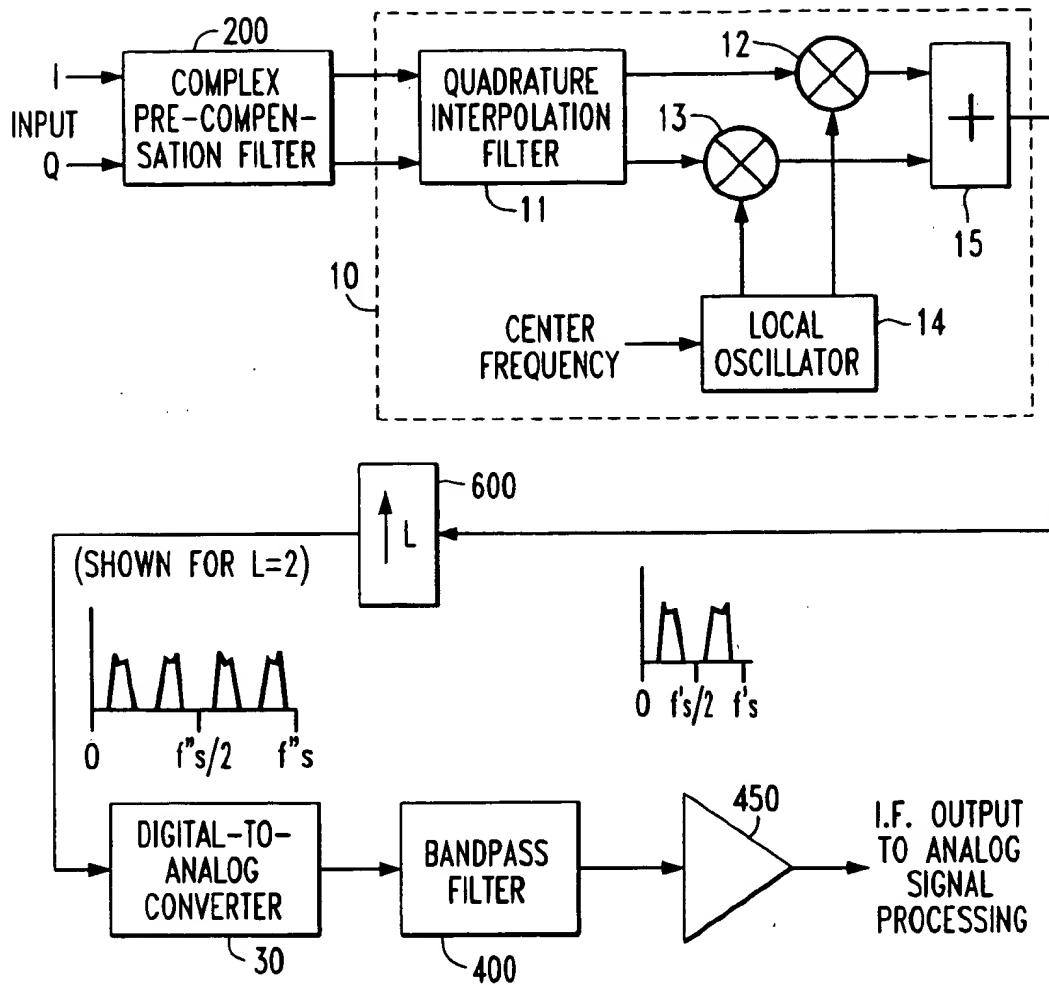 200
I
INPUT
Q
COMPLEX
PRE-COMPEN-
SATION FILTER
QUADRATURE
INTERPOLATION
FILTER
11
12
13
+
15
10
CENTER
FREQUENCY
LOCAL
OSCILLATOR
14
600
L
(SHOWN FOR L=2)
0 f's/2 f's
0 f"s/2 f"s
DIGITAL-TO-
ANALOG
CONVERTER
30
BANDPASS
FILTER
400
450
I.F. OUTPUT
TO ANALOG
SIGNAL
PROCESSING